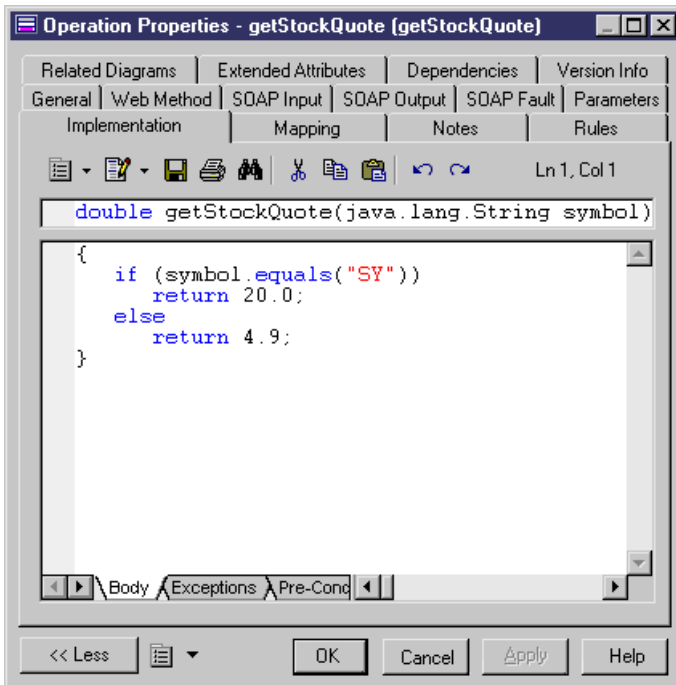 Operation Properties - getStockQuote (getStockQuote)
Related Diagrams Extended Attributes Dependencies Version Info
General Web Method SOAP Input SOAP Output SOAP Fault Parameters
Implementation Mapping Notes Rules
Ln 1, Col 1
double getStockQuote(java.lang.String symbol)
{
if (symbol.equals("SY"))
return 20.0;
else
return 4.9;
}
Body Exceptions Pre-Cond
<< Less OK Cancel Apply Help